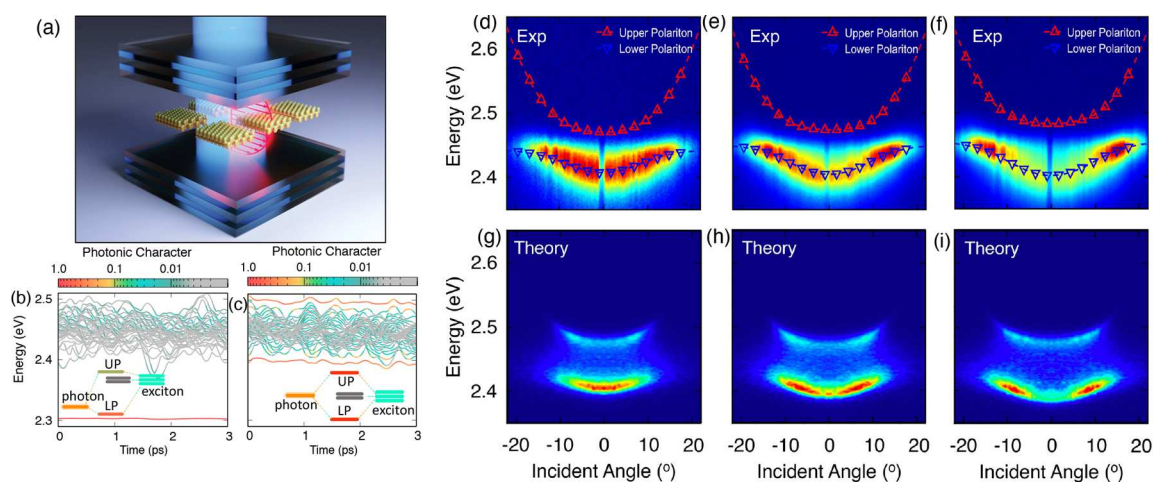 (a)
Photonic Character
Photonic Character
1.0 0.1 0.01
1.0 0.1 0.01
(b)
Energy (eV)
2.5
2.4
2.3
UP
photon
exciton
LP
0 1 2 3
Time (ps)
(c)
UP
photon
exciton
LP
0 1 2 3
Time (ps)
(d)
Exp
Upper Polariton
Lower Polariton
Energy (eV)
2.6
2.5
2.4
(e)
Exp
Upper Polariton
Lower Polariton
(f)
Exp
Upper Polariton
Lower Polariton
(g)
Theory
Energy (eV)
2.6
2.5
2.4
-20 -10 0 10 20
Incident Angle (º)
(h)
Theory
-20 -10 0 10 20
Incident Angle (º)
(i)
Theory
-20 -10 0 10 20
Incident Angle (º)